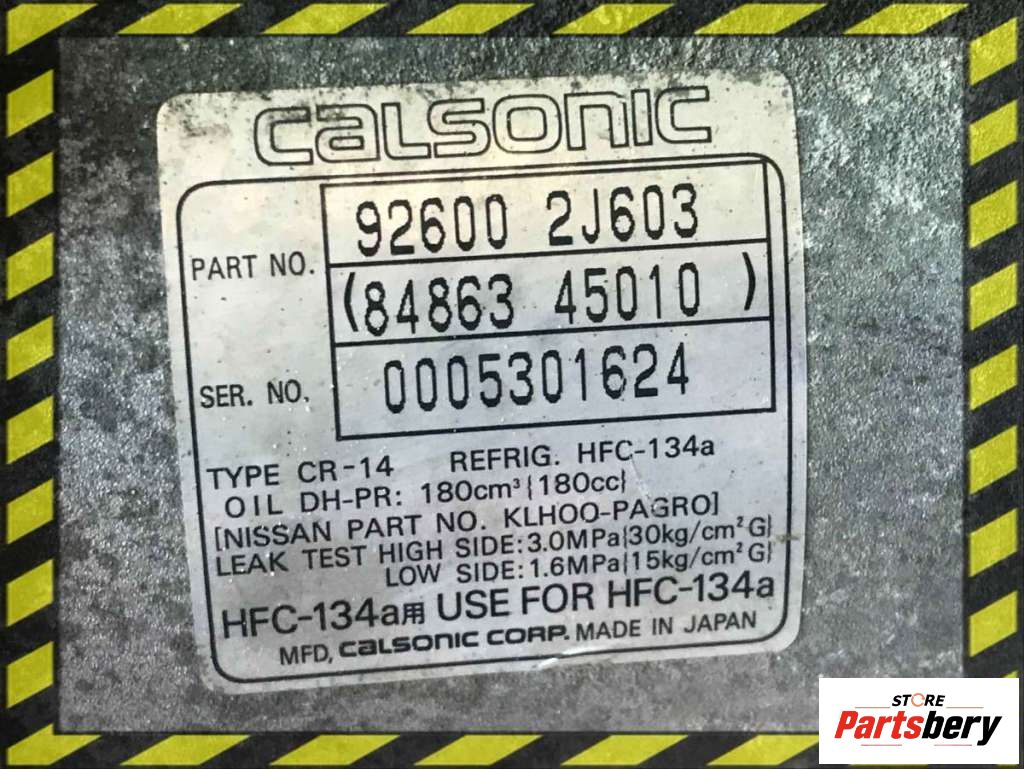 CALSONIC
PART NO. 92600 2J603
(84863 45010 )
SER. NO. 0005301624
TYPE CR-14 REFRIG. HFC-134a
OIL DH-PR: 180cm³{180cc}
[NISSAN PART NO. KLHOO-PAGRO]
LEAK TEST HIGH SIDE:3.0MPa{30kg/cm²G}
LOW SIDE:1.6MPa{15kg/cm²G}
HFC-134a用 USE FOR HFC-134a
MFD, CALSONIC CORP. MADE IN JAPAN
STORE
Partsbery